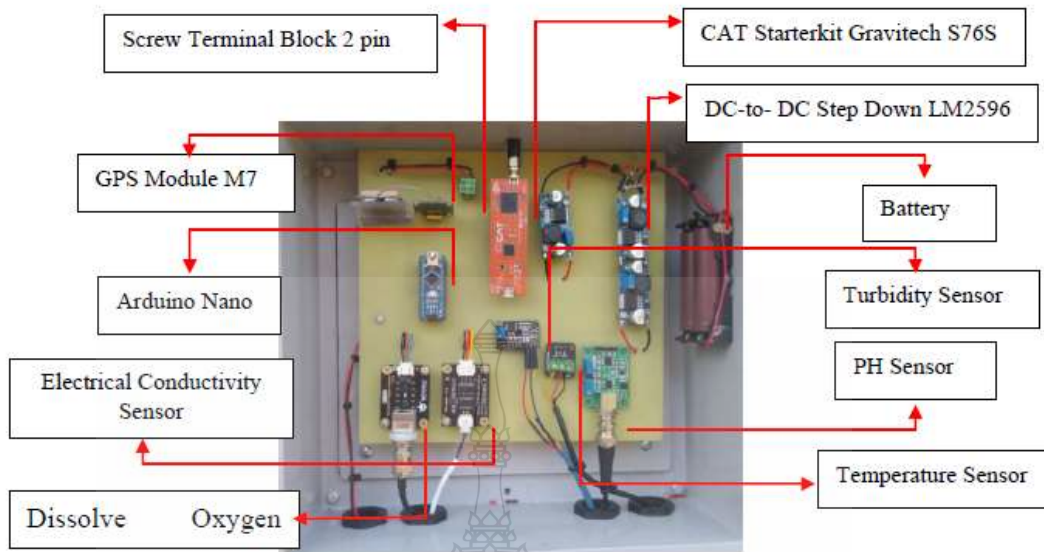 Screw Terminal Block 2 pin
CAT Starterkit Gravitech S76S
DC-to- DC Step Down LM2596
GPS Module M7
Battery
Arduino Nano
Turbidity Sensor
Electrical Conductivity
Sensor
PH Sensor
Temperature Sensor
Dissolve Oxygen
CAT